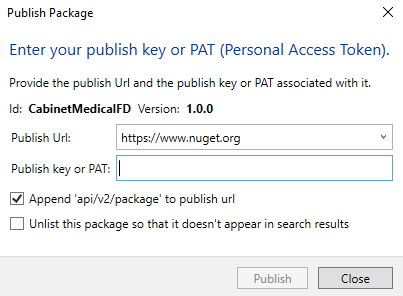 Publish Package
Enter your publish key or PAT (Personal Access Token).
Provide the publish Url and the publish key or PAT associated with it.
Id: CabinetMedicalFD Version: 1.0.0
Publish Url: https://www.nuget.org
Publish key or PAT:
Append 'api/v2/package' to publish url
Unlist this package so that it doesn't appear in search results
Publish Close